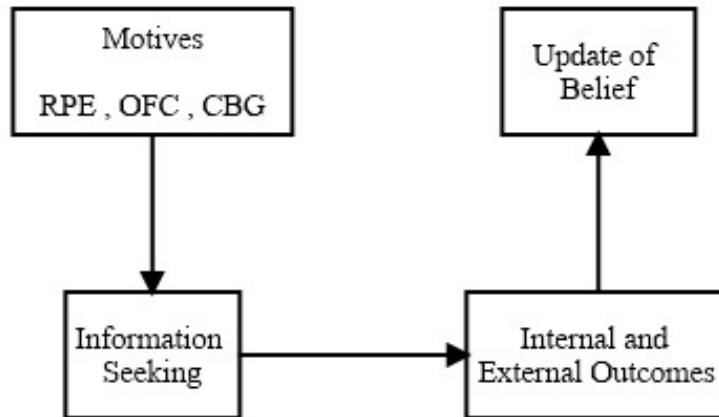 Motives
RPE , OFC , CBG
Update of
Belief
Information
Seeking
Internal and
External Outcomes